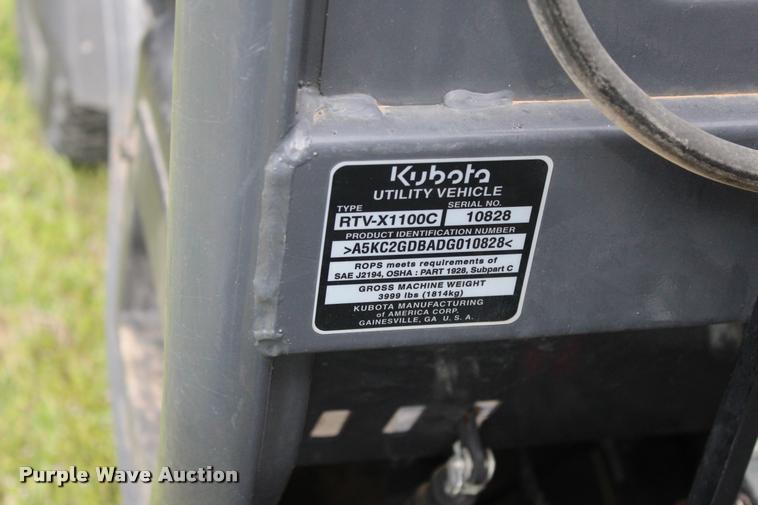 Kubota
UTILITY VEHICLE
TYPE SERIAL NO.
RTV-X1100C 10828
PRODUCT IDENTIFICATION NUMBER
>A5KC2GDBADG010828<
ROPS meets requirements of
SAE J2194, OSHA : PART 1928, Subpart C
GROSS MACHINE WEIGHT
3999 lbs (1814kg)
KUBOTA MANUFACTURING
of AMERICA CORP.
GAINESVILLE, GA U. S. A.
Purple Wave Auction